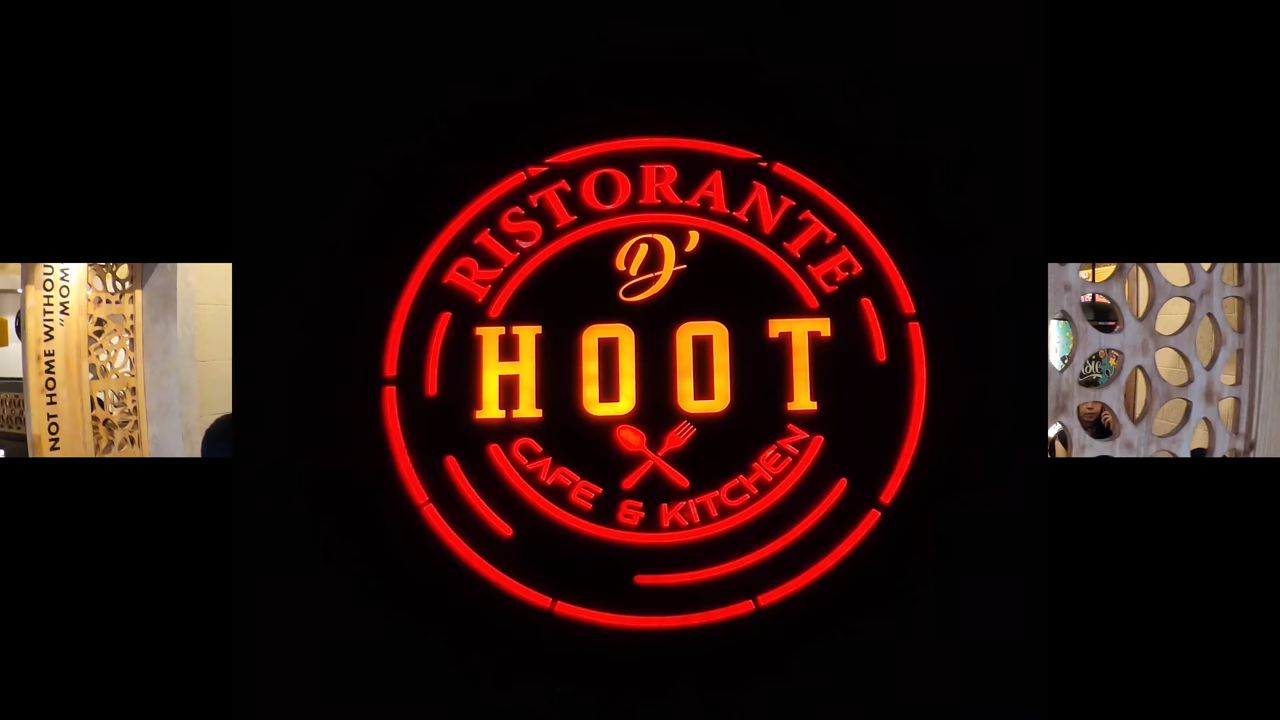 RISTORANTE
D'
HOOT
CAFE & KITCHEN
NOT HOME WITHOU
"MOM